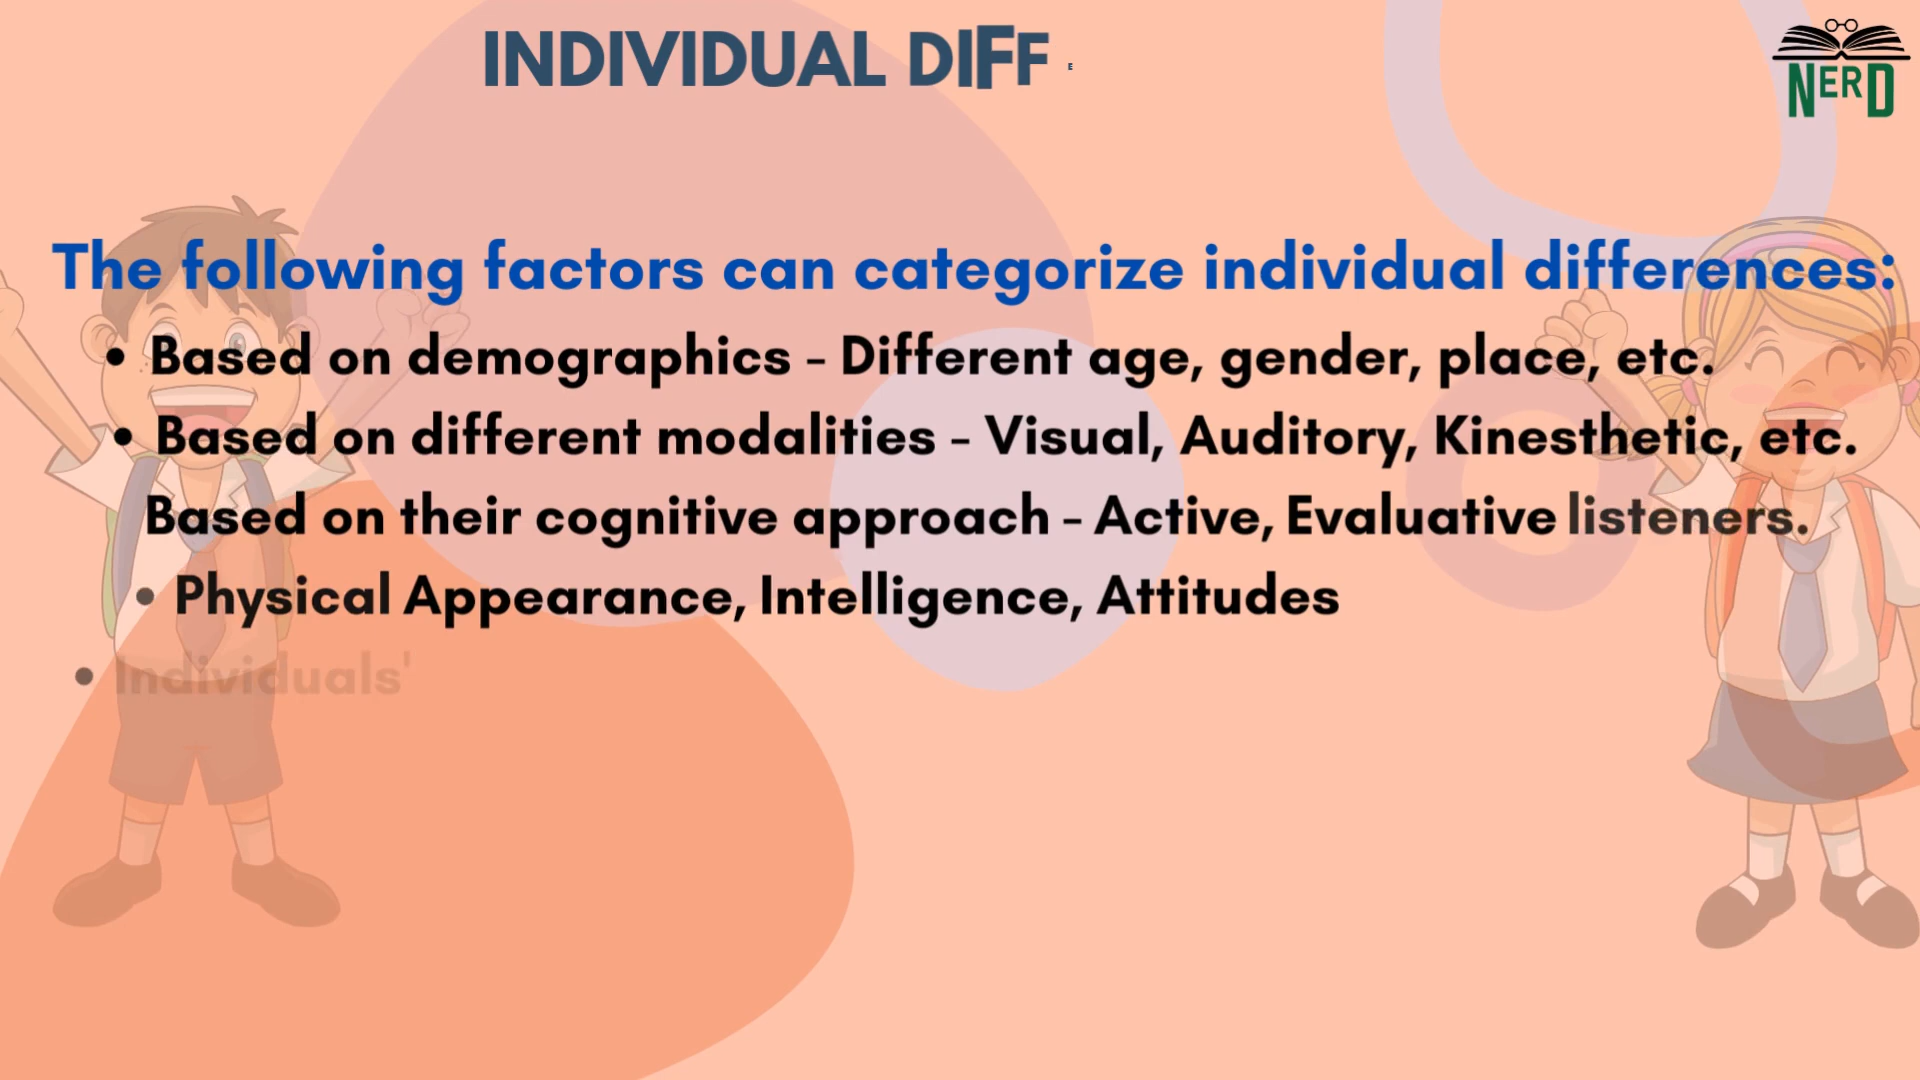 INDIVIDUAL DIFFE
NERD
The following factors can categorize individual differences:
• Based on demographics - Different age, gender, place, etc.
• Based on different modalities - Visual, Auditory, Kinesthetic, etc.
Based on their cognitive approach - Active, Evaluative listeners.
• Physical Appearance, Intelligence, Attitudes
• Individuals'